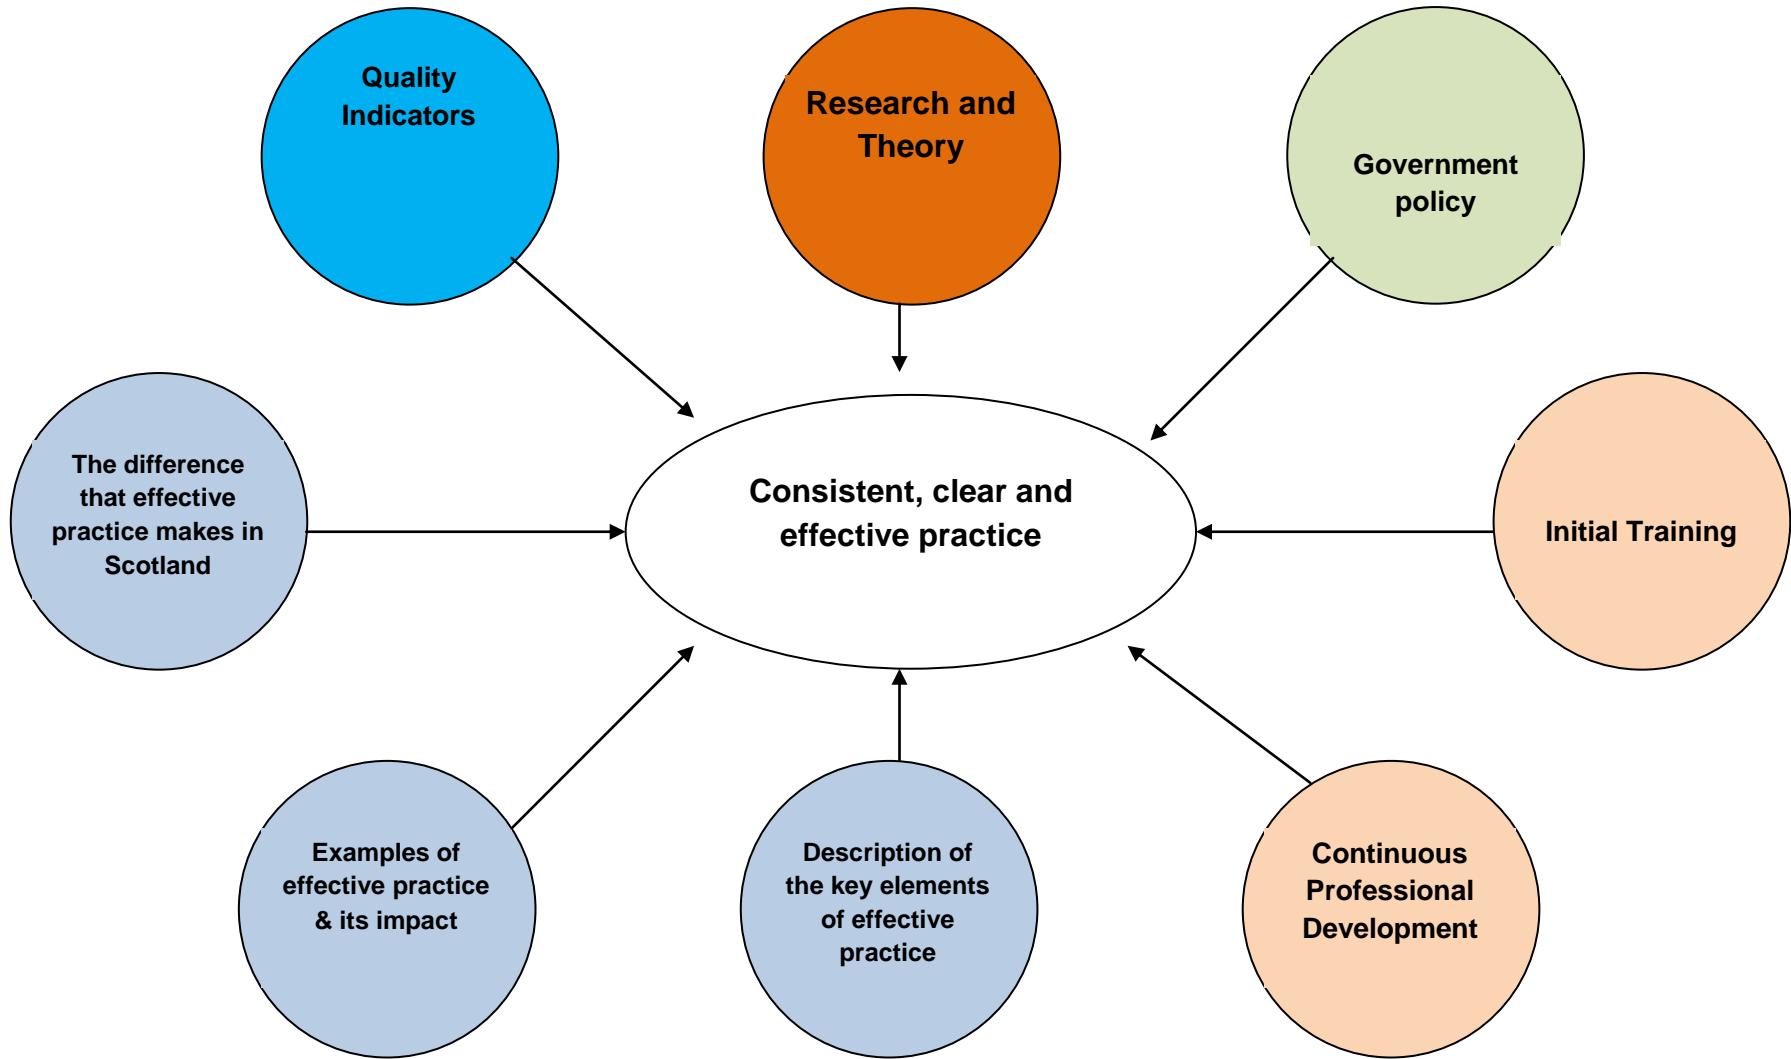 Quality
Indicators
Research and
Theory
Government
policy
The difference
that effective
practice makes in
Scotland
Consistent, clear and
effective practice
Initial Training
Examples of
effective practice
& its impact
Description of
the key elements
of effective
practice
Continuous
Professional
Development